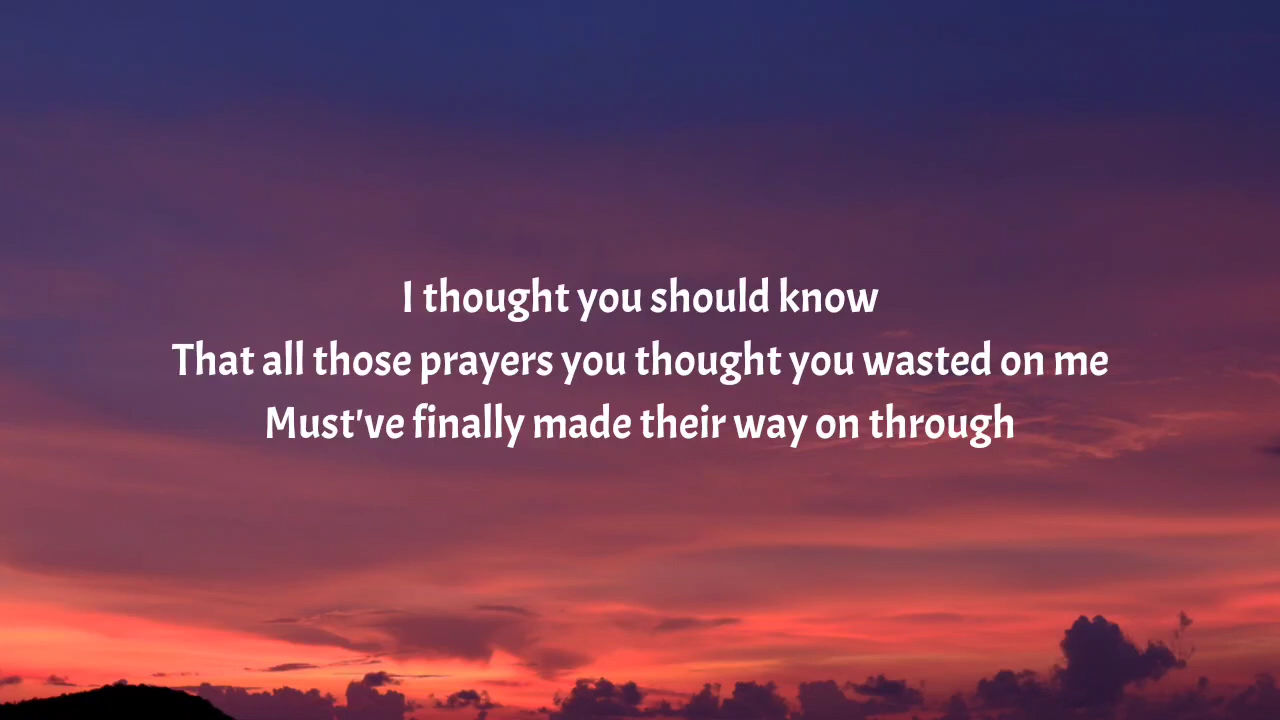 I thought you should know
That all those prayers you thought you wasted on me
Must've finally made their way on through